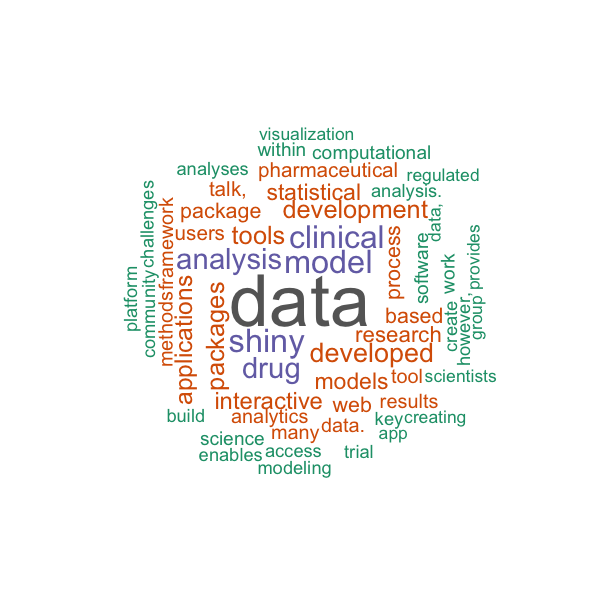 visualization
within computational
analyses pharmaceutical regulated
talk, statistical analysis.
package development data,
users tools clinical process
analysis model software
challenges framework
platform community methods
applications packages
data
work provides
create however, group
based
shiny research
drug developed
models tool scientists
interactive web results
build analytics data. key creating
science many app
enables access trial
modeling